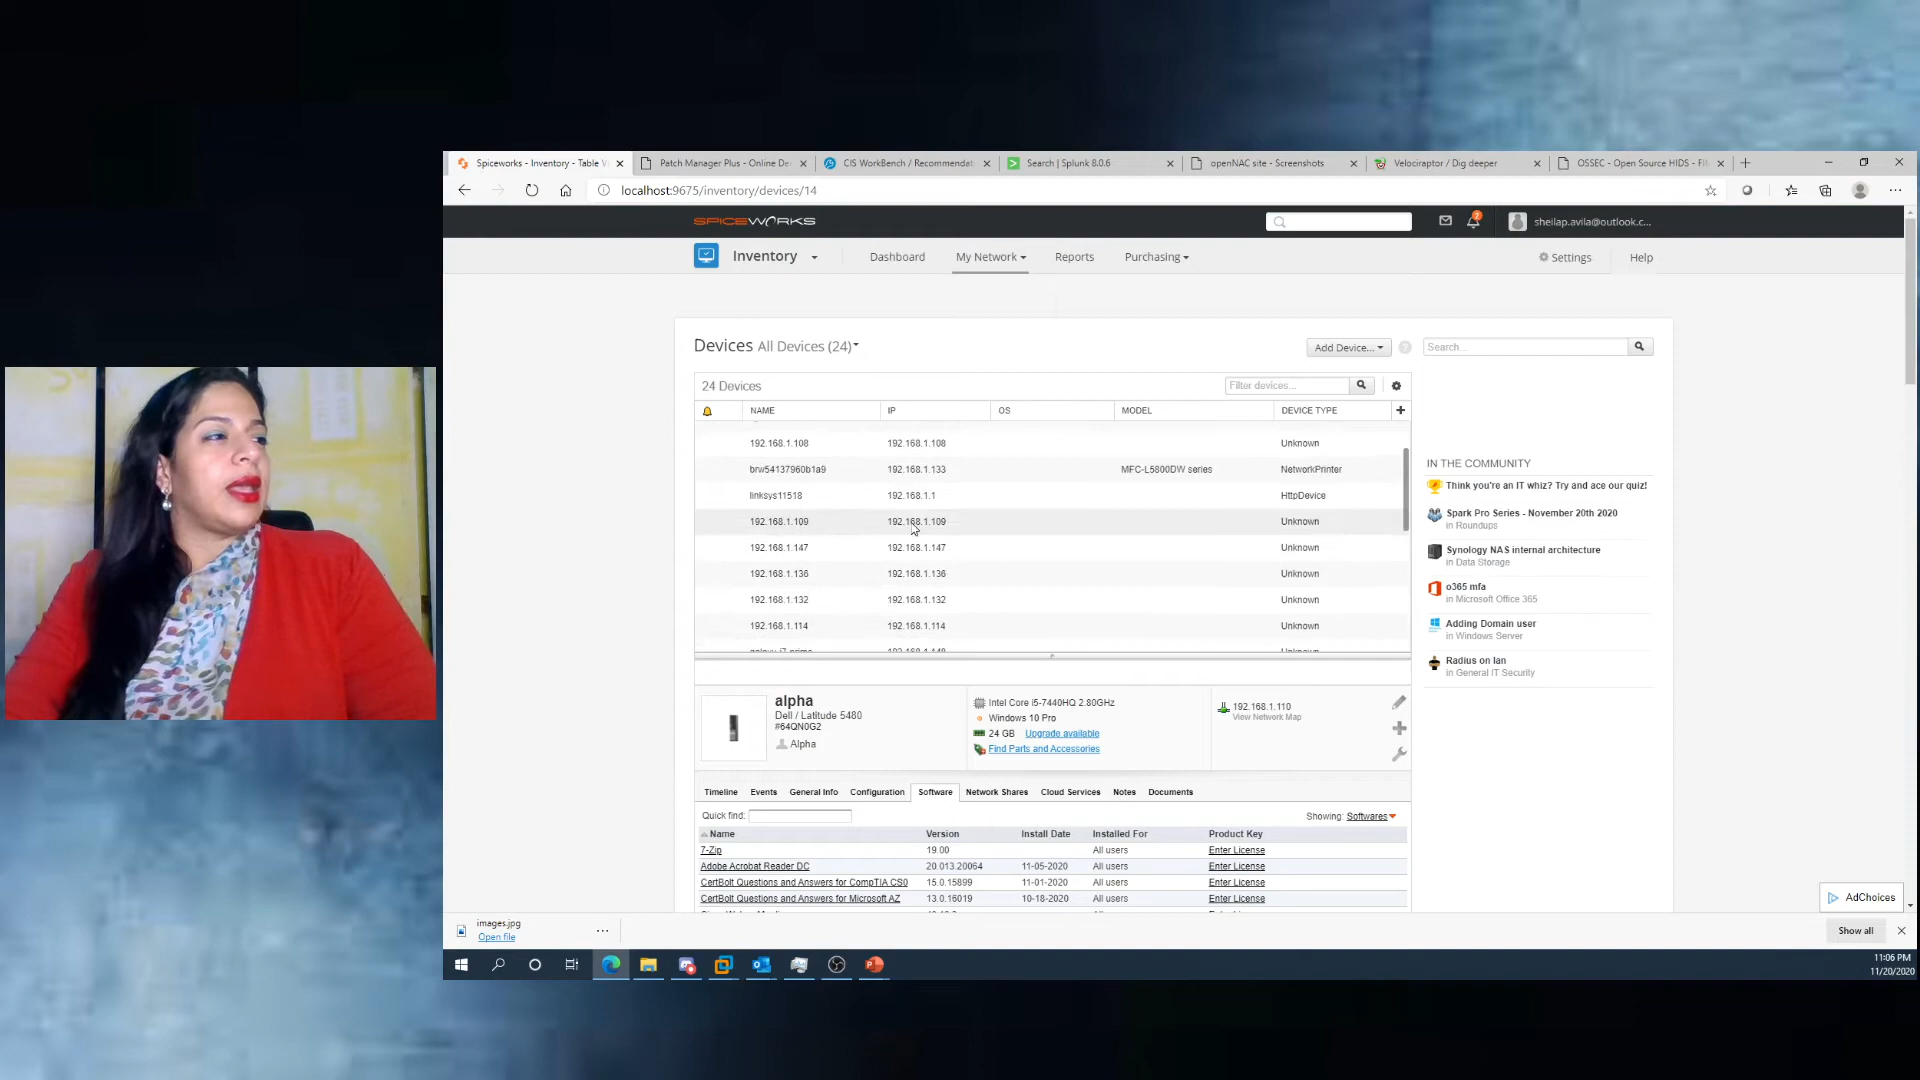 Spiceworks - Inventory - Table V
Patch Manager Plus - Online De
CIS WorkBench / Recommendat
Search | Splunk 8.0.6
openNAC site - Screenshots
Velociraptor / Dig deeper
OSSEC - Open Source HIDS - FI
localhost:9675/inventory/devices/14
SPICEWORKS
2
sheilap.avila@outlook.c...
Inventory
Dashboard
My Network
Reports
Purchasing
Settings
Help
Devices All Devices (24)
Add Device...
?
Search...
24 Devices
Filter devices...
NAME IP OS MODEL DEVICE TYPE
192.168.1.108 192.168.1.108 Unknown
brw54137960b1a9 192.168.1.133 MFC-L5800DW series NetworkPrinter
linksys11518 192.168.1.1 HttpDevice
192.168.1.109 192.168.1.109 Unknown
192.168.1.147 192.168.1.147 Unknown
192.168.1.136 192.168.1.136 Unknown
192.168.1.132 192.168.1.132 Unknown
192.168.1.114 192.168.1.114 Unknown
galaxy-j7-prime 192.168.1.148 Unknown
IN THE COMMUNITY
Think you're an IT whiz? Try and ace our quiz!
Spark Pro Series - November 20th 2020
in Roundups
Synology NAS internal architecture
in Data Storage
o365 mfa
in Microsoft Office 365
Adding Domain user
in Windows Server
Radius on lan
in General IT Security
alpha
Dell / Latitude 5480
#64QN0G2
Alpha
Intel Core i5-7440HQ 2.80GHz
Windows 10 Pro
24 GB Upgrade available
Find Parts and Accessories
192.168.1.110
View Network Map
Timeline Events General Info Configuration Software Network Shares Cloud Services Notes Documents
Quick find:
Showing: Softwares
Name Version Install Date Installed For Product Key
7-Zip 19.00 All users Enter License
Adobe Acrobat Reader DC 20.013.20064 11-05-2020 All users Enter License
CertBolt Questions and Answers for CompTIA CS0 15.0.15899 11-01-2020 All users Enter License
CertBolt Questions and Answers for Microsoft AZ 13.0.16019 10-18-2020 All users Enter License
AdChoices
images.jpg
Open file
Show all
11:06 PM
11/20/2020